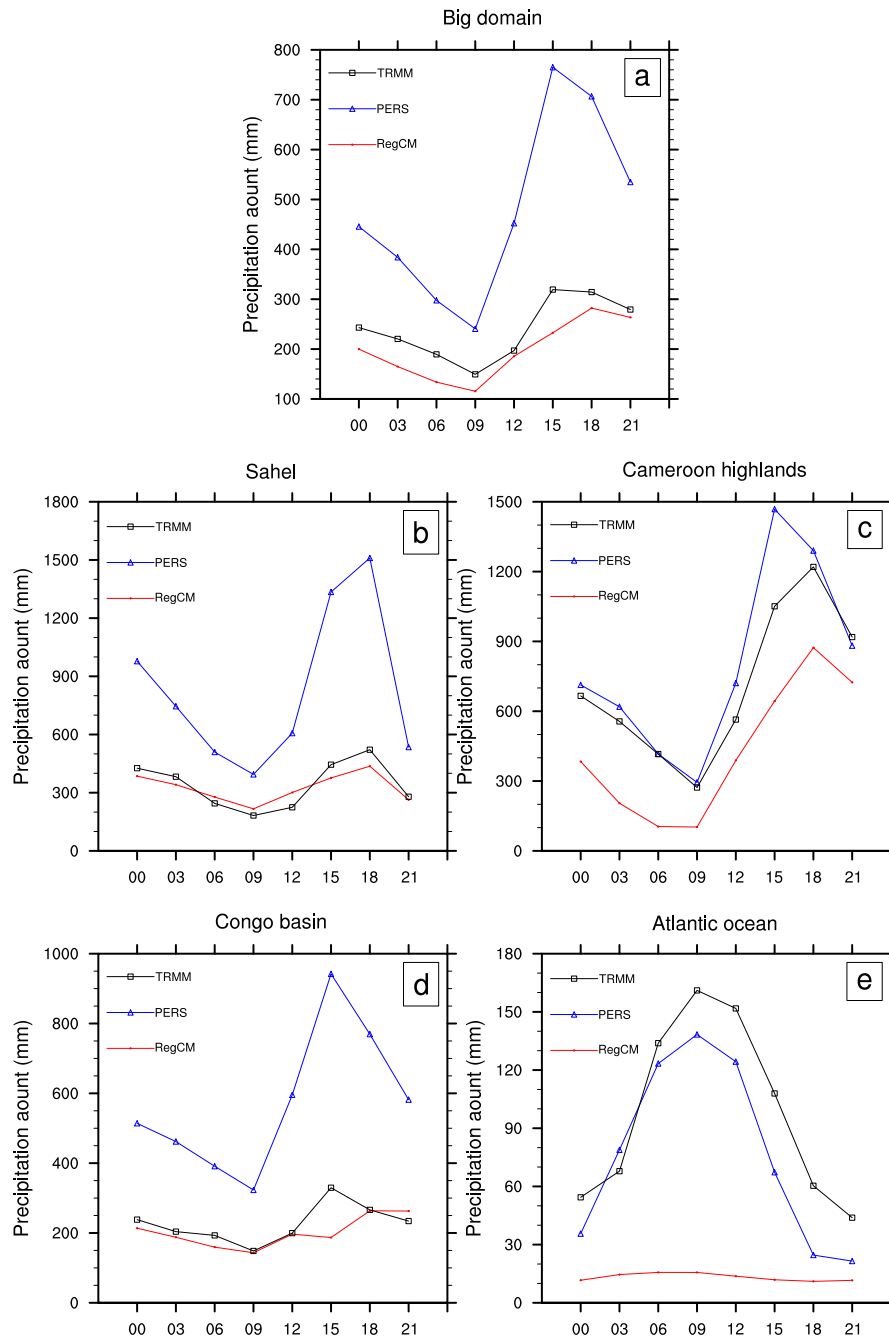 Big domain
a
TRMM
PERS
RegCM
Precipitation aount (mm)
800
700
600
500
400
300
200
100
00 03 06 09 12 15 18 21
Sahel
b
TRMM
PERS
RegCM
Precipitation aount (mm)
1800
1500
1200
900
600
300
0
00 03 06 09 12 15 18 21
Cameroon highlands
c
TRMM
PERS
RegCM
Precipitation aount (mm)
1500
1200
900
600
300
0
00 03 06 09 12 15 18 21
Congo basin
d
TRMM
PERS
RegCM
Precipitation aount (mm)
1000
800
600
400
200
0
00 03 06 09 12 15 18 21
Atlantic ocean
e
TRMM
PERS
RegCM
Precipitation aount (mm)
180
150
120
90
60
30
0
00 03 06 09 12 15 18 21